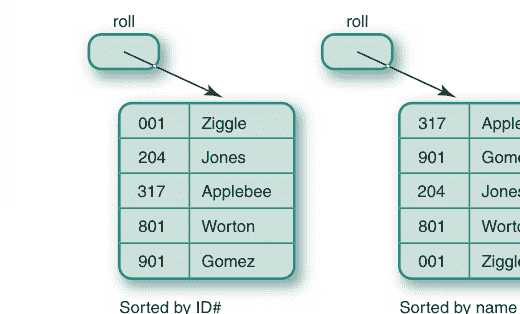 roll
001 Ziggle
204 Jones
317 Applebee
801 Worton
901 Gomez
Sorted by ID#
roll
317
901
204
801
001
Sorted by name